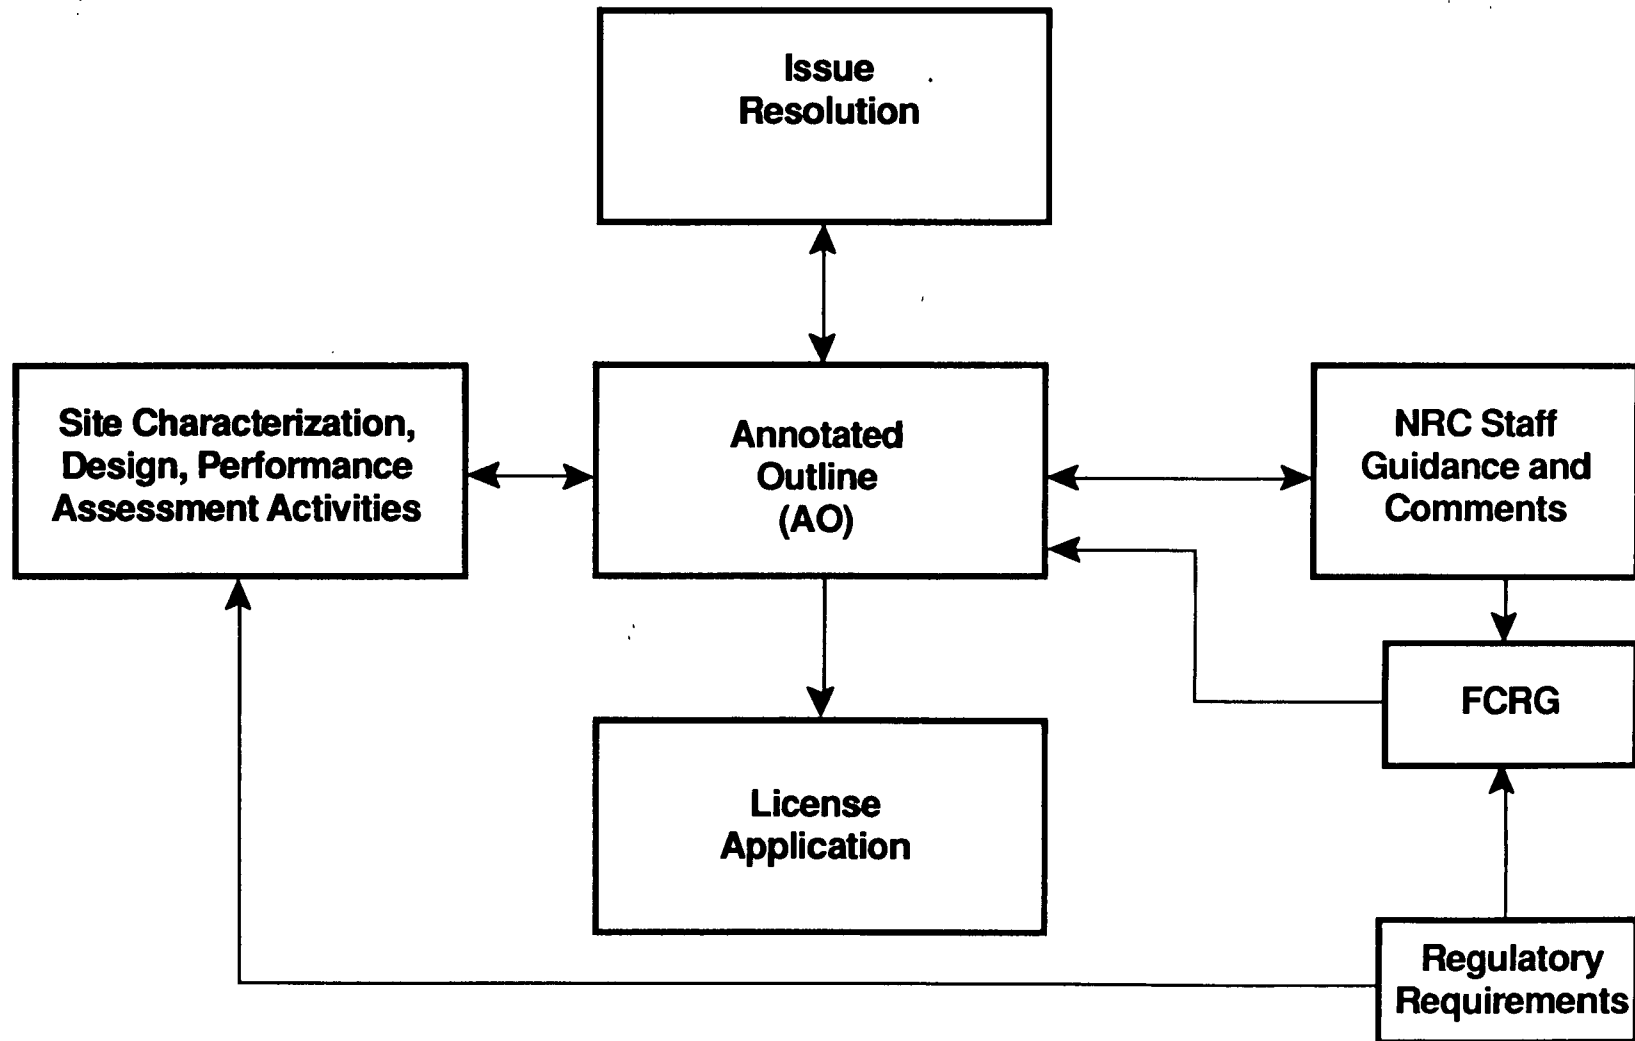 Issue
Resolution
Site Characterization,
Design, Performance
Assessment Activities
Annotated
Outline
(AO)
NRC Staff
Guidance and
Comments
FCRG
License
Application
Regulatory
Requirements